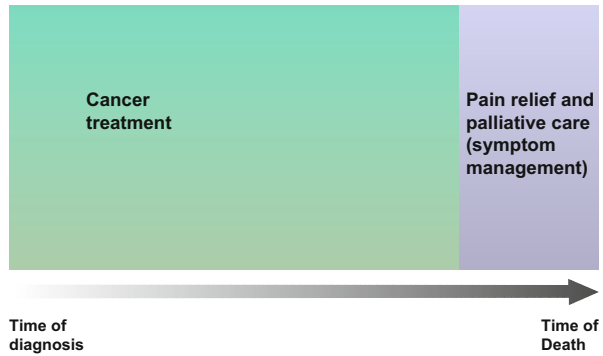 Cancer
treatment
Pain relief and
palliative care
(symptom
management)
Time of
diagnosis
Time of
Death